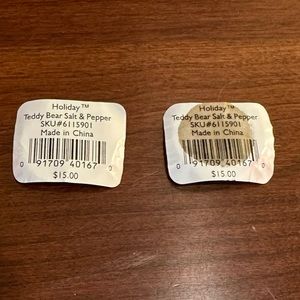 Holiday™
Teddy Bear Salt & Pepper
SKU#6115901
Made in China
0 91709 40167 0
$15.00
Holiday™
Teddy Bear Salt & Pepper
SKU#6115901
Made in China
0 91709 40167 0
$15.00